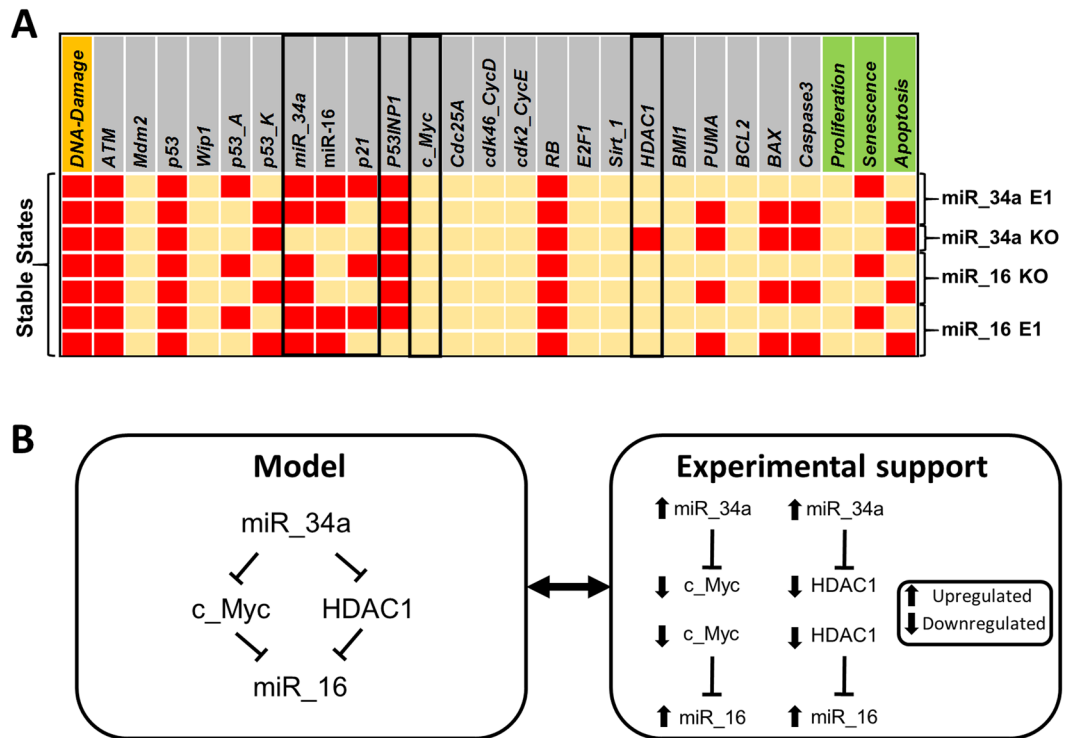 A
DNA-Damage
ATM
Mdm2
p53
Wip1
p53_A
p53_K
miR_34a
miR-16
p21
P53INP1
c_Myc
Cdc25A
cdk46_CycD
cdk2_CycE
RB
E2F1
Sirt_1
HDAC1
BMI1
PUMA
BCL2
BAX
Caspase3
Proliferation
Senescence
Apoptosis
Stable States
miR_34a E1
miR_34a KO
miR_16 KO
miR_16 E1
B
Model
miR_34a
c_Myc HDAC1
miR_16
Experimental support
miR_34a miR_34a
c_Myc HDAC1
c_Myc HDAC1
miR_16 miR_16
Upregulated
Downregulated